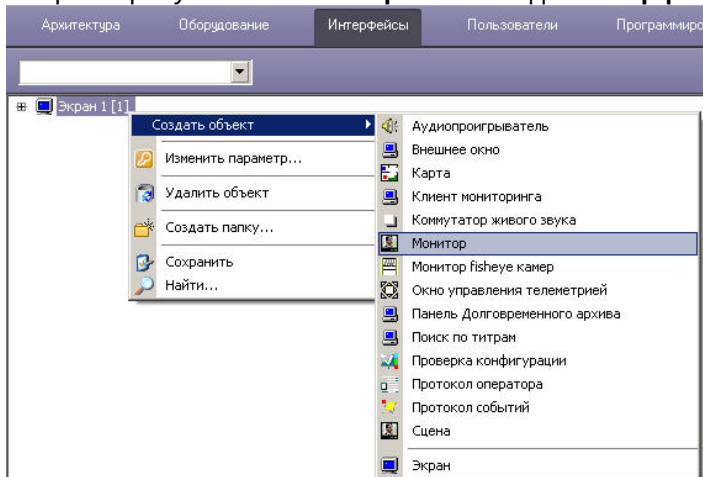 Архитектура Оборудование Интерфейсы Пользователи Программиро
Экран 1 [1]
Создать объект
Изменить параметр...
Удалить объект
Создать папку...
Сохранить
Найти...
Аудиопроигрыватель
Внешнее окно
Карта
Клиент мониторинга
Коммутатор живого звука
Монитор
Монитор fisheye камер
Окно управления телеметрией
Панель Долговременного архива
Поиск по титрам
Проверка конфигурации
Протокол оператора
Протокол событий
Сцена
Экран